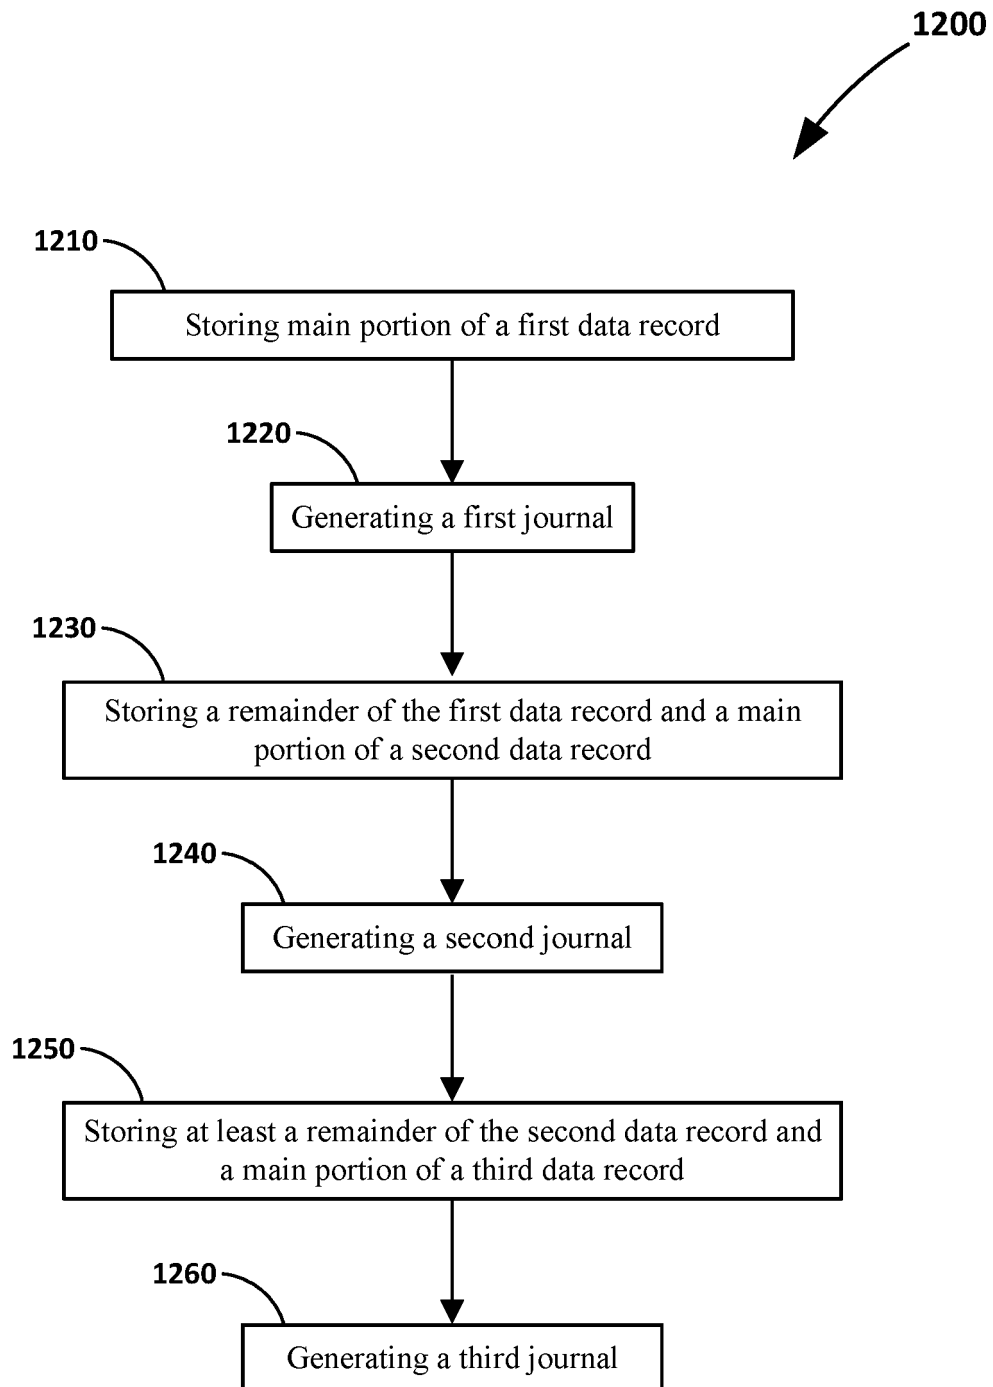 1200
1210
Storing main portion of a first data record
1220
Generating a first journal
1230
Storing a remainder of the first data record and a main
portion of a second data record
1240
Generating a second journal
1250
Storing at least a remainder of the second data record and
a main portion of a third data record
1260
Generating a third journal